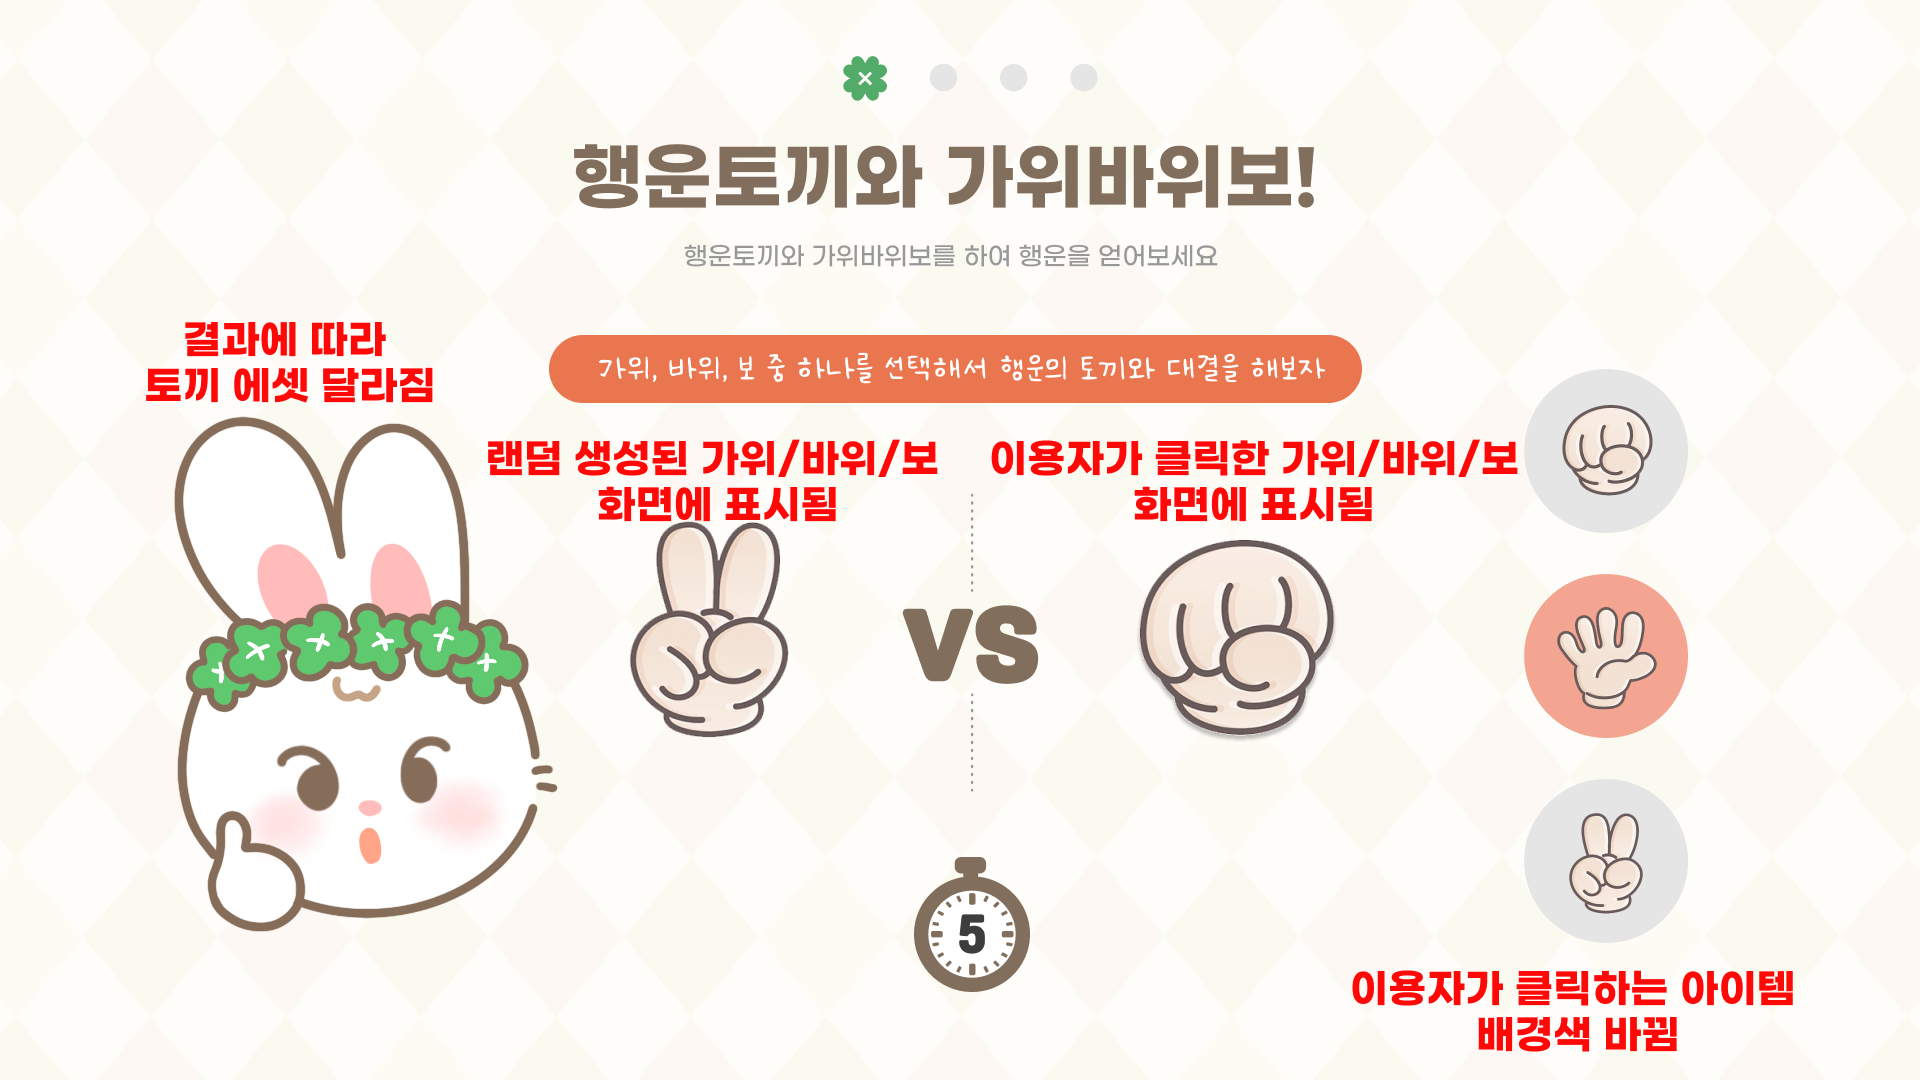 행운토끼와 가위바위보!
행운토끼와 가위바위보를 하여 행운을 얻어보세요
결과에 따라
토끼 에셋 달라짐
가위, 바위, 보 중 하나를 선택해서 행운의 토끼와 대결을 해보자
랜덤 생성된 가위/바위/보
화면에 표시됨
이용자가 클릭한 가위/바위/보
화면에 표시됨
VS
5
이용자가 클릭하는 아이템
배경색 바뀜